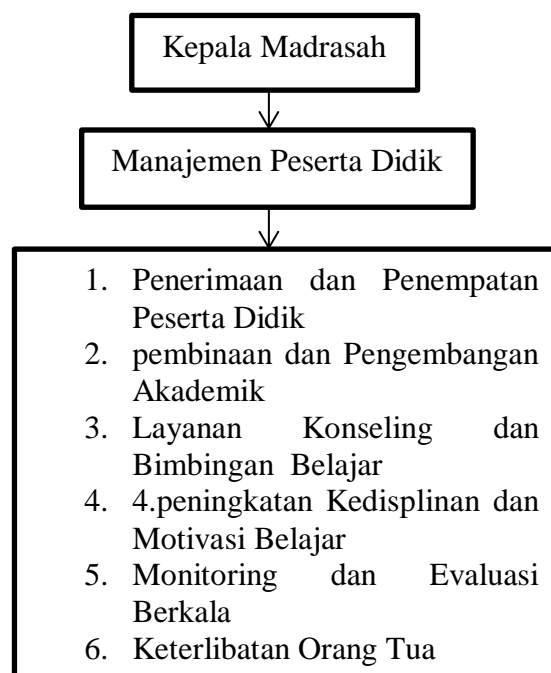 Kepala Madrasah
Manajemen Peserta Didik
1. Penerimaan dan Penempatan
Peserta Didik
2. pembinaan dan Pengembangan
Akademik
3. Layanan Konseling dan
Bimbingan Belajar
4. 4.peningkatan Kedisplinan dan
Motivasi Belajar
5. Monitoring dan Evaluasi
Berkala
6. Keterlibatan Orang Tua